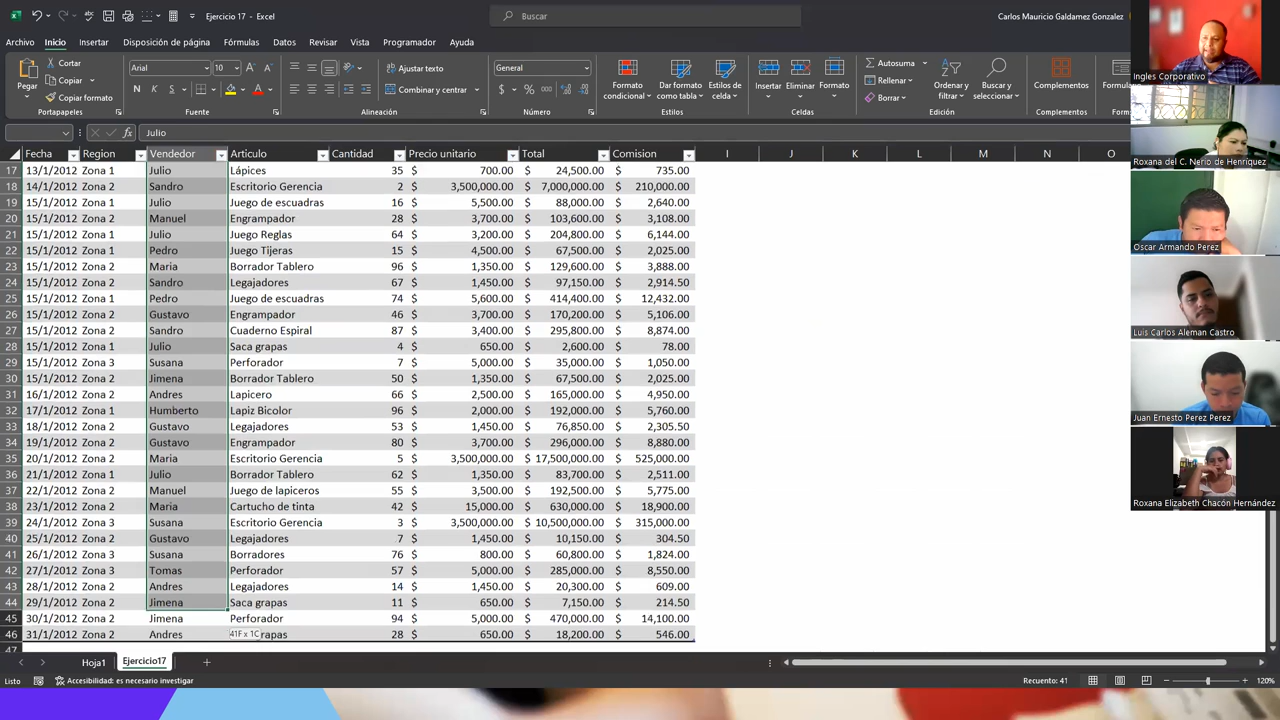 Ejercicio 17 - Excel
Buscar
Carlos Mauricio Galdamez Gonzalez
Archivo Inicio Insertar Disposición de página Fórmulas Datos Revisar Vista Programador Ayuda
Pegar
Cortar
Copiar
Copiar formato
Portapapeles
Arial 10
N K S
Fuente
Ajustar texto
Combinar y centrar
Alineación
General
$ % 000
Número
Formato condicional
Dar formato como tabla
Estilos de celda
Estilos
Insertar Eliminar Formato
Celdas
Autosuma
Rellenar
Borrar
Ordenar y filtrar
Buscar y seleccionar
Edición
Complementos
Complementos
fx Julio
Fecha Region Vendedor Articulo Cantidad Precio unitario Total Comision I J K L M N O
17 13/1/2012 Zona 1 Julio Lápices 35 $ 700.00 $ 24,500.00 $ 735.00
18 14/1/2012 Zona 2 Sandro Escritorio Gerencia 2 $ 3,500,000.00 $ 7,000,000.00 $ 210,000.00
19 15/1/2012 Zona 1 Julio Juego de escuadras 16 $ 5,500.00 $ 88,000.00 $ 2,640.00
20 15/1/2012 Zona 2 Manuel Engrampador 28 $ 3,700.00 $ 103,600.00 $ 3,108.00
21 15/1/2012 Zona 1 Julio Juego Reglas 64 $ 3,200.00 $ 204,800.00 $ 6,144.00
22 15/1/2012 Zona 1 Pedro Juego Tijeras 15 $ 4,500.00 $ 67,500.00 $ 2,025.00
23 15/1/2012 Zona 2 Maria Borrador Tablero 96 $ 1,350.00 $ 129,600.00 $ 3,888.00
24 15/1/2012 Zona 2 Sandro Legajadores 67 $ 1,450.00 $ 97,150.00 $ 2,914.50
25 15/1/2012 Zona 1 Pedro Juego de escuadras 74 $ 5,600.00 $ 414,400.00 $ 12,432.00
26 15/1/2012 Zona 2 Gustavo Engrampador 46 $ 3,700.00 $ 170,200.00 $ 5,106.00
27 15/1/2012 Zona 2 Sandro Cuaderno Espiral 87 $ 3,400.00 $ 295,800.00 $ 8,874.00
28 15/1/2012 Zona 1 Julio Saca grapas 4 $ 650.00 $ 2,600.00 $ 78.00
29 15/1/2012 Zona 3 Susana Perforador 7 $ 5,000.00 $ 35,000.00 $ 1,050.00
30 15/1/2012 Zona 2 Jimena Borrador Tablero 50 $ 1,350.00 $ 67,500.00 $ 2,025.00
31 16/1/2012 Zona 2 Andres Lapicero 66 $ 2,500.00 $ 165,000.00 $ 4,950.00
32 17/1/2012 Zona 1 Humberto Lapiz Bicolor 96 $ 2,000.00 $ 192,000.00 $ 5,760.00
33 18/1/2012 Zona 2 Gustavo Legajadores 53 $ 1,450.00 $ 76,850.00 $ 2,305.50
34 19/1/2012 Zona 2 Gustavo Engrampador 80 $ 3,700.00 $ 296,000.00 $ 8,880.00
35 20/1/2012 Zona 2 Maria Escritorio Gerencia 5 $ 3,500,000.00 $ 17,500,000.00 $ 525,000.00
36 21/1/2012 Zona 1 Julio Borrador Tablero 62 $ 1,350.00 $ 83,700.00 $ 2,511.00
37 22/1/2012 Zona 2 Manuel Juego de lapiceros 55 $ 3,500.00 $ 192,500.00 $ 5,775.00
38 23/1/2012 Zona 2 Maria Cartucho de tinta 42 $ 15,000.00 $ 630,000.00 $ 18,900.00
39 24/1/2012 Zona 3 Susana Escritorio Gerencia 3 $ 3,500,000.00 $ 10,500,000.00 $ 315,000.00
40 25/1/2012 Zona 2 Gustavo Legajadores 7 $ 1,450.00 $ 10,150.00 $ 304.50
41 26/1/2012 Zona 3 Susana Borradores 76 $ 800.00 $ 60,800.00 $ 1,824.00
42 27/1/2012 Zona 3 Tomas Perforador 57 $ 5,000.00 $ 285,000.00 $ 8,550.00
43 28/1/2012 Zona 2 Andres Legajadores 14 $ 1,450.00 $ 20,300.00 $ 609.00
44 29/1/2012 Zona 2 Jimena Saca grapas 11 $ 650.00 $ 7,150.00 $ 214.50
45 30/1/2012 Zona 2 Jimena Perforador 94 $ 5,000.00 $ 470,000.00 $ 14,100.00
46 31/1/2012 Zona 2 Andres 41F x 1C rapas 28 $ 650.00 $ 18,200.00 $ 546.00
47
Hoja1 Ejercicio17
Listo Accesibilidad: es necesario investigar Recuento: 41 120%
Ingles Corporativo
Roxana del C. Nerio de Henríquez
Oscar Armando Perez
Luis Carlos Aleman Castro
Juan Ernesto Perez Perez
Roxana Elizabeth Chacón Hernández